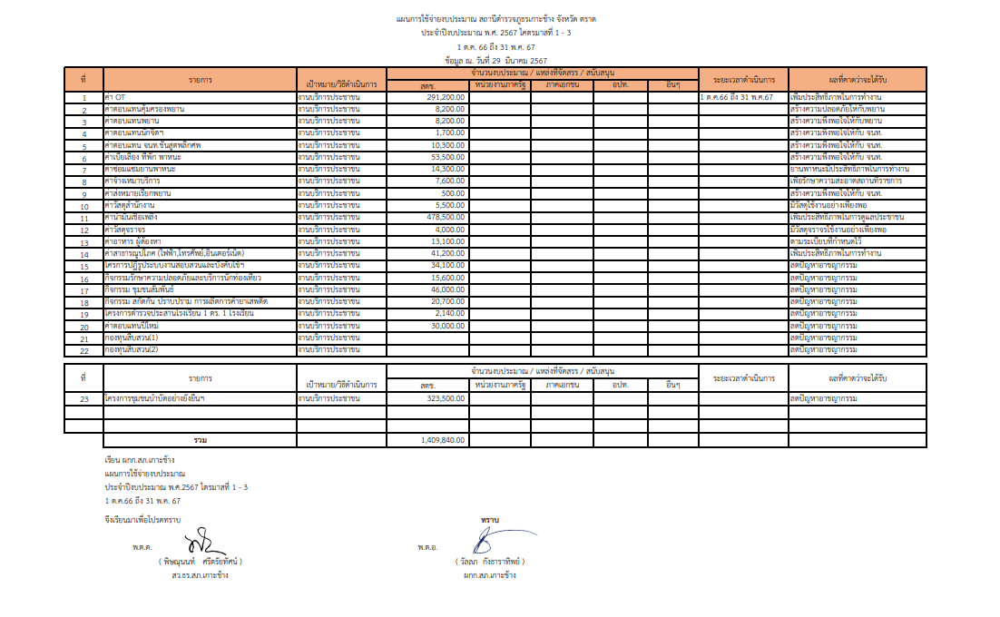 แผนการใช้จ่ายงบประมาณ สถานีตำรวจภูธรเกาะช้าง จังหวัด ตราด
ประจำปีงบประมาณ พ.ศ. 2567 ไตรมาสที่ 1 - 3
1 ต.ค. 66 ถึง 31 พ.ค. 67
ข้อมูล ณ. วันที่ 29 มีนาคม 2567
ที่ รายการ เป้าหมาย/วิธีดำเนินการ จำนวนงบประมาณ / แหล่งที่จัดสรร / สนับสนุน ระยะเวลาดำเนินการ ผลที่คาดว่าจะได้รับ
สตช. หน่วยงานภาครัฐ ภาคเอกชน อปท. อื่นๆ
1 ค่า OT งานบริการประชาชน 291,200.00 1 ต.ค.66 ถึง 31 พ.ค.67 เพิ่มประสิทธิภาพในการทำงาน
2 ค่าตอบแทนคุ้มครองพยาน งานบริการประชาชน 8,200.00 สร้างความปลอดภัยให้กับพยาน
3 ค่าตอบแทนพยาน งานบริการประชาชน 8,200.00 สร้างความพึงพอใจให้กับพยาน
4 ค่าตอบแทนนักจิตฯ งานบริการประชาชน 1,700.00 สร้างความพึงพอใจให้กับ จนท.
5 ค่าตอบแทน จนท.ชันสูตพลิกศพ งานบริการประชาชน 10,300.00 สร้างความพึงพอใจให้กับ จนท.
6 ค่าเบี้ยเลี้ยง ที่พัก พาหนะ งานบริการประชาชน 53,500.00 สร้างความพึงพอใจให้กับ จนท.
7 ค่าซ่อมแซมยานพาหนะ งานบริการประชาชน 14,300.00 ยานพาหนะมีประสิทธิภาพในการทำงาน
8 ค่าจ้างเหมาบริการ งานบริการประชาชน 7,600.00 เพื่อรักษาความสะอาดสถานที่ราชการ
9 ค่าส่งหมายเรียกพยาน งานบริการประชาชน 500.00 สร้างความพึงพอใจให้กับ จนท.
10 ค่าวัสดุสำนักงาน งานบริการประชาชน 5,500.00 มีวัสดุใช้งานอย่างเพียงพอ
11 ค่าน้ำมันเชื้อเพลิง งานบริการประชาชน 478,500.00 เพิ่มประสิทธิภาพในการดูแลประชาชน
12 ค่าวัสดุจราจร งานบริการประชาชน 4,000.00 มีวัสดุจราจรใช้งานอย่างเพียงพอ
13 ค่าอาหาร ผู้ต้องหา งานบริการประชาชน 13,100.00 ตามระเบียบที่กำหนดไว้
14 ค่าสาธารณูปโภค (ไฟฟ้า,โทรศัพย์,อินเตอร์เน็ต) งานบริการประชาชน 41,200.00 เพิ่มประสิทธิภาพในการทำงาน
15 โครการปฏิรูประบบงานสอบสวนและบังคับใช้ฯ งานบริการประชาชน 34,100.00 ลดปัญหาอาชญากรรม
16 กิจกรรมรักษาความปลอดภัยและบริการนักท่องเที่ยว งานบริการประชาชน 15,600.00 ลดปัญหาอาชญากรรม
17 กิจกรรม ชุมชนสัมพันธ์ งานบริการประชาชน 46,000.00 ลดปัญหาอาชญากรรม
18 กิจกรรม สกัดกั้น ปราบปราม การผลิตการค้ายาเสพติด งานบริการประชาชน 20,700.00 ลดปัญหาอาชญากรรม
19 โครงการตำรวจประสานโรงเรียน 1 ตร. 1 โรงเรียน งานบริการประชาชน 2,140.00 ลดปัญหาอาชญากรรม
20 ค่าตอบแทนปีใหม่ งานบริการประชาชน 30,000.00 ลดปัญหาอาชญากรรม
21 กองทุนสืบสวน(1) งานบริการประชาชน ลดปัญหาอาชญากรรม
22 กองทุนสืบสวน(2) งานบริการประชาชน ลดปัญหาอาชญากรรม
ที่ รายการ เป้าหมาย/วิธีดำเนินการ จำนวนงบประมาณ / แหล่งที่จัดสรร / สนับสนุน ระยะเวลาดำเนินการ ผลที่คาดว่าจะได้รับ
สตช. หน่วยงานภาครัฐ ภาคเอกชน อปท. อื่นๆ
23 โครงการชุมชนบำบัดอย่างยั่งยืนฯ งานบริการประชาชน 323,500.00 ลดปัญหาอาชญากรรม
รวม 1,409,840.00
เรียน ผกก.สภ.เกาะช้าง
แผนการใช้จ่ายงบประมาณ
ประจำปีงบประมาณ พ.ศ.2567 ไตรมาสที่ 1 - 3
1 ต.ค.66 ถึง 31 พ.ค. 67
จึงเรียนมาเพื่อโปรดทราบ ทราบ
พ.ต.ต. พ.ต.อ.
( พิษณุนนท์ ศรีตรัยทัศน์ ) ( วัลลภ กังธาราทิพย์ )
สว.ธร.สภ.เกาะช้าง ผกก.สภ.เกาะช้าง